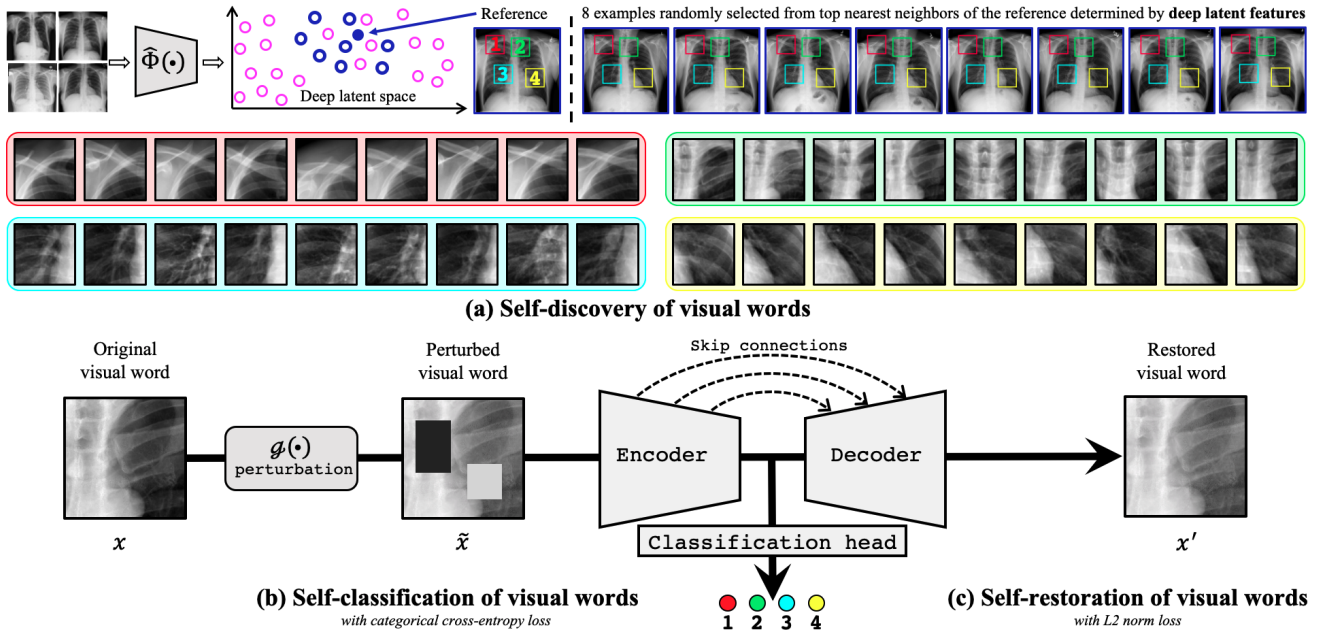 Φ̂(•)
Deep latent space
Reference
1 2
3 4
8 examples randomly selected from top nearest neighbors of the reference determined by deep latent features
(a) Self-discovery of visual words
Original
visual word
Perturbed
visual word
Skip connections
Restored
visual word
𝓰(•)
perturbation
Encoder
Decoder
Classification head
x
x̃
x′
(b) Self-classification of visual words
with categorical cross-entropy loss
1 2 3 4
(c) Self-restoration of visual words
with L2 norm loss